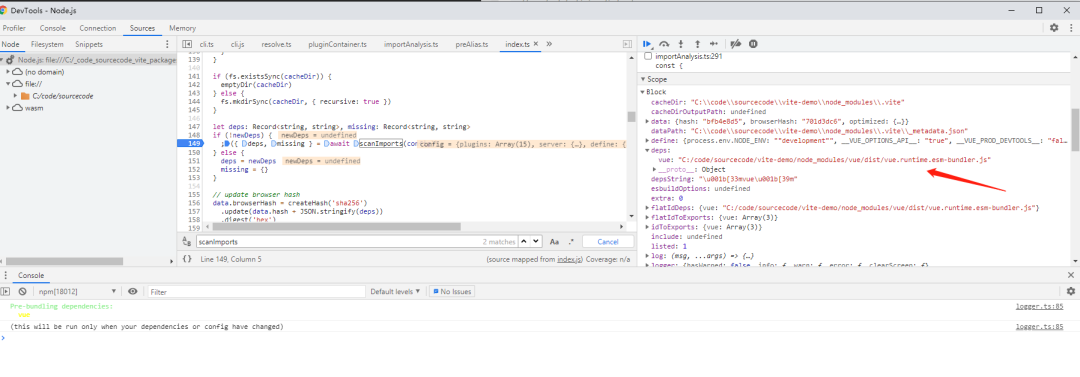 DevTools - Node.js
Profiler Console Connection Sources Memory
Node Filesystem Snippets
Node.js: file:///C:/_code_sourcecode_vite_package
(no domain)
file://
C:/code/sourcecode
wasm
cli.ts cli.js resolve.ts pluginContainer.ts importAnalysis.ts preAlias.ts index.ts ×
139 }
140
141 if (fs.existsSync(cacheDir)) {
142 emptyDir(cacheDir)
143 } else {
144 fs.mkdirSync(cacheDir, { recursive: true })
145 }
146
147 let deps: Record<string, string>, missing: Record<string, string>
148 if (!newDeps) { newDeps = undefined
149 ;({ deps, missing } = await scanImports(con config = {plugins: Array(15), server: {…}, define: {
150 } else {
151 deps = newDeps newDeps = undefined
152 missing = {}
153 }
154
155 // update browser hash
156 data.browserHash = createHash('sha256')
157 .update(data.hash + JSON.stringify(deps))
158 .digest('hex')
159
scanImports 2 matches Aa .* Cancel
{ } Line 149, Column 5 (source mapped from index.js) Coverage: n/a
importAnalysis.ts:291
const {
Scope
Block
cacheDir: "C:\\code\\sourcecode\\vite-demo\\node_modules\\.vite"
cacheDirOutputPath: undefined
data: {hash: "bfb4e8d5", browserHash: "701d3dc6", optimized: {…}}
dataPath: "C:\\code\\sourcecode\\vite-demo\\node_modules\\.vite\\_metadata.json"
define: {process.env.NODE_ENV: ""development"", __VUE_OPTIONS_API__: "true", __VUE_PROD_DEVTOOLS__: "fal…
deps:
vue: "C:/code/sourcecode/vite-demo/node_modules/vue/dist/vue.runtime.esm-bundler.js"
__proto__: Object
depsString: "\u001b[33mvue\u001b[39m"
esbuildOptions: undefined
extra: 0
flatIdDeps: {vue: "C:/code/sourcecode/vite-demo/node_modules/vue/dist/vue.runtime.esm-bundler.js"}
flatIdToExports: {vue: Array(3)}
idToExports: {vue: Array(3)}
include: undefined
listed: 1
log: (msg, ...args) => {…}
logger: {hasWarned: false, info: ƒ, warn: ƒ, error: ƒ, clearScreen: ƒ}
Console ×
npm[18012] Filter Default levels No Issues
Pre-bundling dependencies: logger.ts:85
vue
(this will be run only when your dependencies or config have changed) logger.ts:85